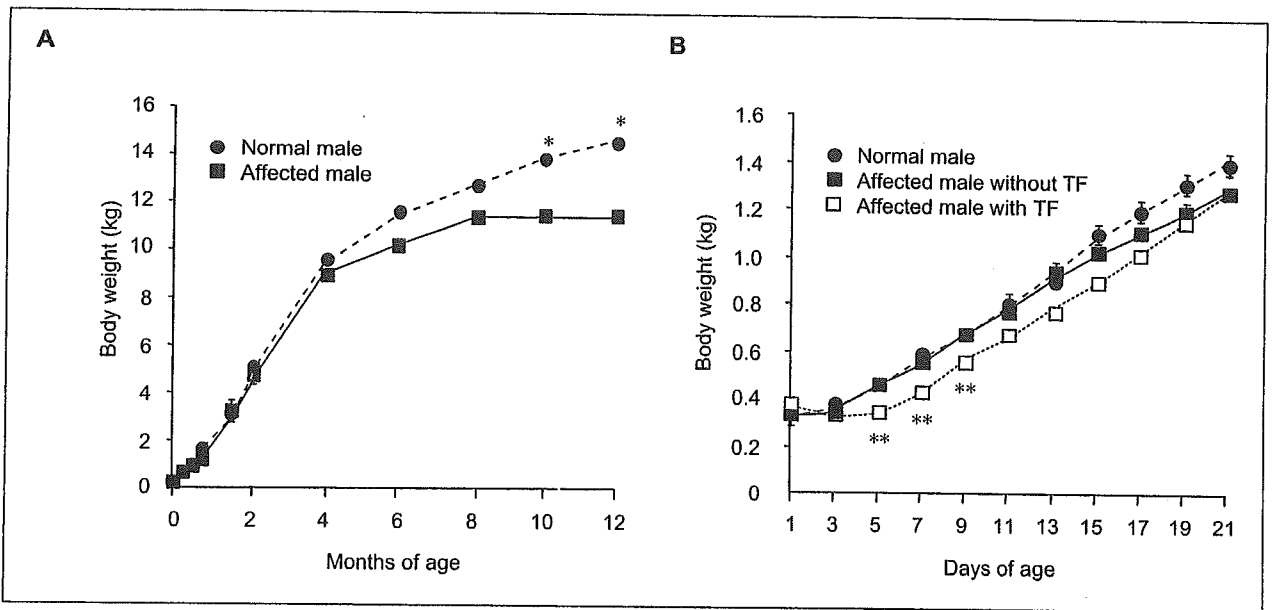 A
Body weight (kg)
16
14
12
10
8
6
4
2
0
Normal male
Affected male
*
*
0 2 4 6 8 10 12
Months of age
B
Body weight (kg)
1.6
1.4
1.2
1.0
0.8
0.6
0.4
0.2
0
Normal male
Affected male without TF
Affected male with TF
**
**
**
1 3 5 7 9 11 13 15 17 19 21
Days of age